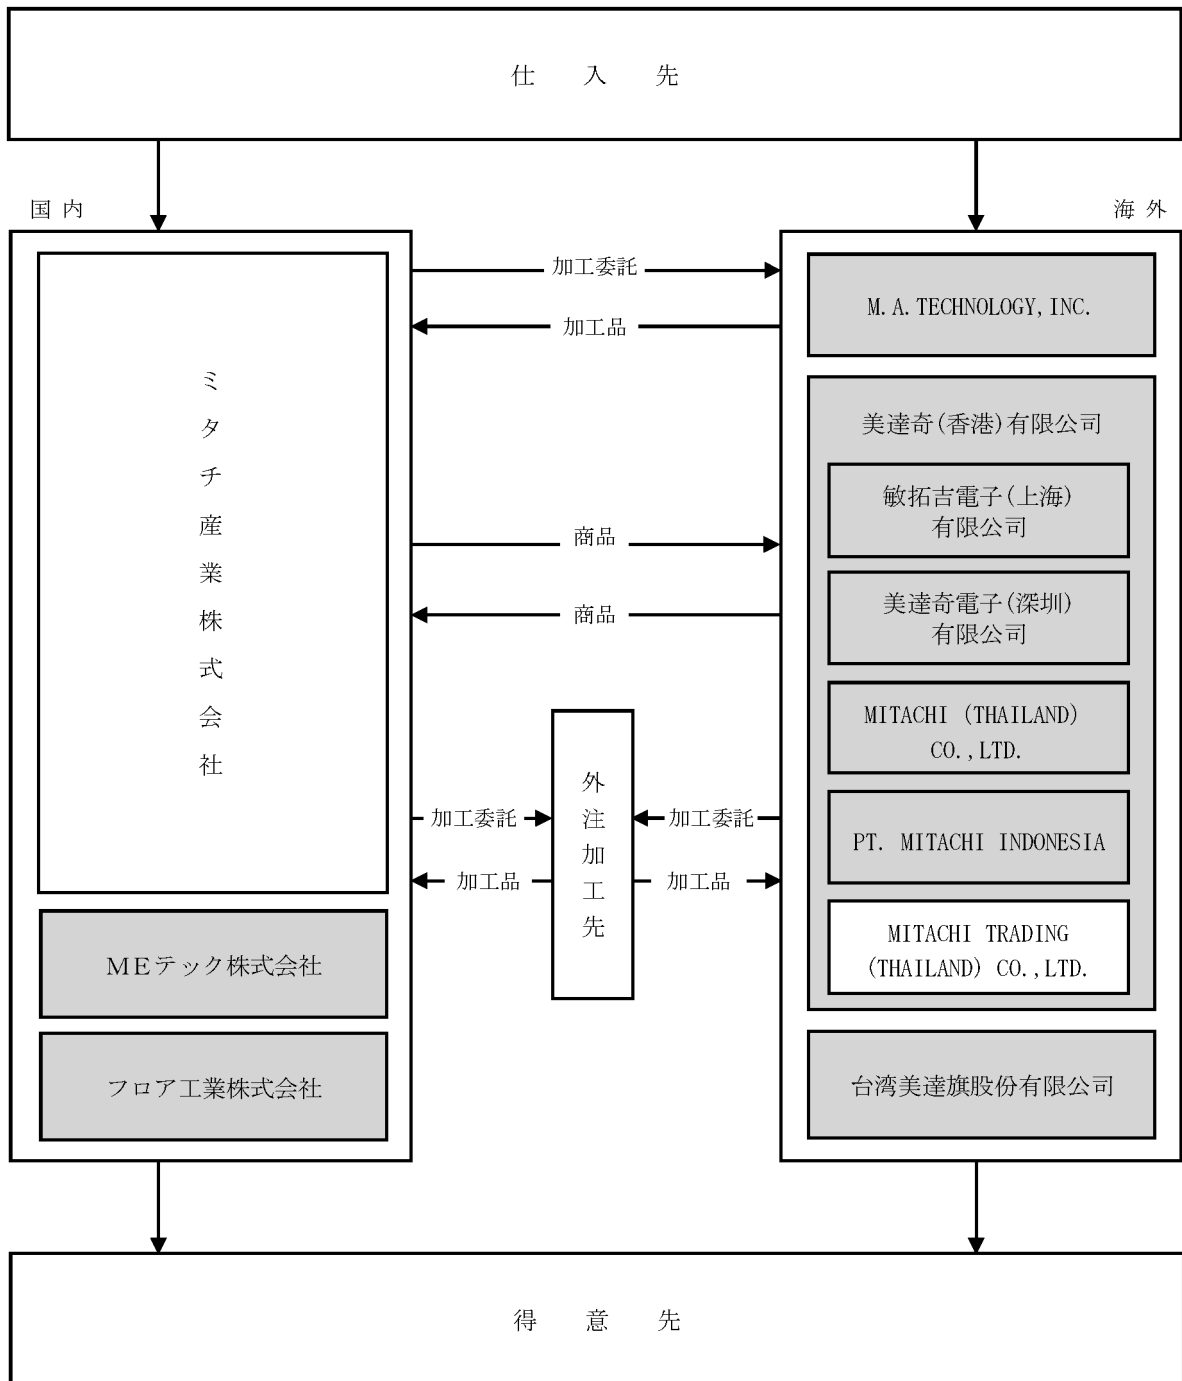 仕入先
国内
海外
ミタチ産業株式会社
加工委託
加工品
M.A.TECHNOLOGY,INC.
美達奇(香港)有限公司
敏拓吉電子(上海)
有限公司
商品
商品
美達奇電子(深圳)
有限公司
MITACHI (THAILAND)
CO.,LTD.
外注加工先
加工委託
加工委託
加工品
加工品
PT. MITACHI INDONESIA
MITACHI TRADING
(THAILAND) CO.,LTD.
MEテック株式会社
フロア工業株式会社
台湾美達旗股份有限公司
得意先